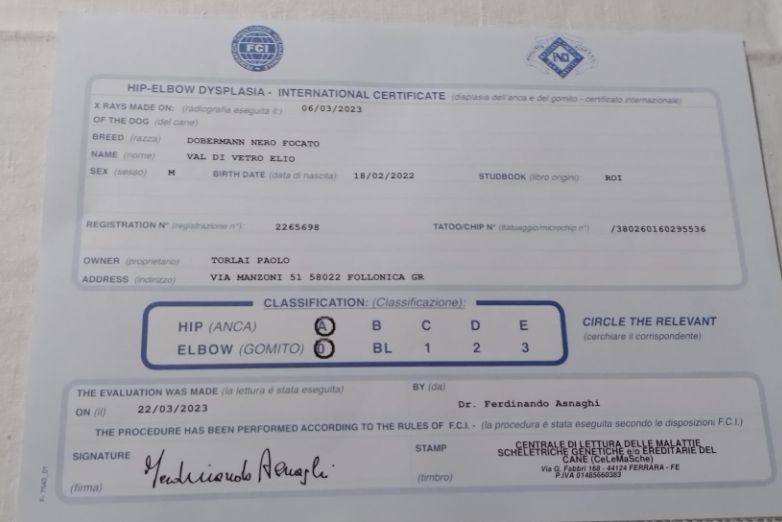 FCI
HIP-ELBOW DYSPLASIA - INTERNATIONAL CERTIFICATE (displasia dell'anca e del gomito - certificato internazionale)
X RAYS MADE ON: (radiografia eseguita il:) 06/03/2023
OF THE DOG (del cane)
BREED (razza) DOBERMANN NERO FOCATO
NAME (nome) VAL DI VETRO ELIO
SEX (sesso) M BIRTH DATE (data di nascita): 18/02/2022 STUDBOOK (libro origini): ROI
REGISTRATION N° (registrazione n°): 2265698 TATOO/CHIP N° (tatuaggio/microchip n°) /380260160295536
OWNER (proprietario) TORLAI PAOLO
ADDRESS (indirizzo) VIA MANZONI 51 58022 FOLLONICA GR
CLASSIFICATION: (Classificazione):
HIP (ANCA) A B C D E
ELBOW (GOMITO) 0 BL 1 2 3
CIRCLE THE RELEVANT
(cerchiare il corrispondente)
THE EVALUATION WAS MADE (la lettura é stata eseguita) BY (da)
ON (il) 22/03/2023 Dr. Ferdinando Asnaghi
THE PROCEDURE HAS BEEN PERFORMED ACCORDING TO THE RULES OF F.C.I. - (la procedura é stata eseguita secondo le disposizioni F.C.I.)
SIGNATURE Ferdinando Asnaghi
(firma)
STAMP
(timbro)
CENTRALE DI LETTURA DELLE MALATTIE
SCHELETRICHE GENETICHE e/o EREDITARIE DEL
CANE (CeLeMaSche)
Via G. Fabbri 168 - 44124 FERRARA - FE
P.IVA 01485660383